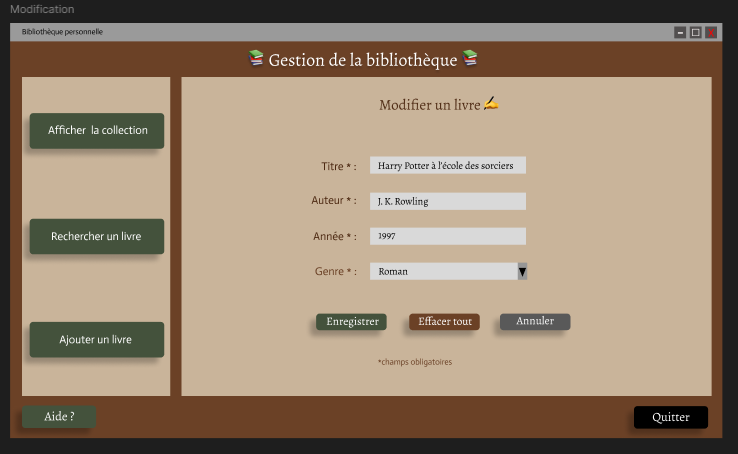 Modification
Bibliothèque personnelle
Gestion de la bibliothèque
Afficher la collection
Rechercher un livre
Ajouter un livre
Modifier un livre
Titre * : Harry Potter à l'école des sorciers
Auteur * : J. K. Rowling
Année * : 1997
Genre * : Roman
Enregistrer Effacer tout Annuler
*champs obligatoires
Aide ? Quitter